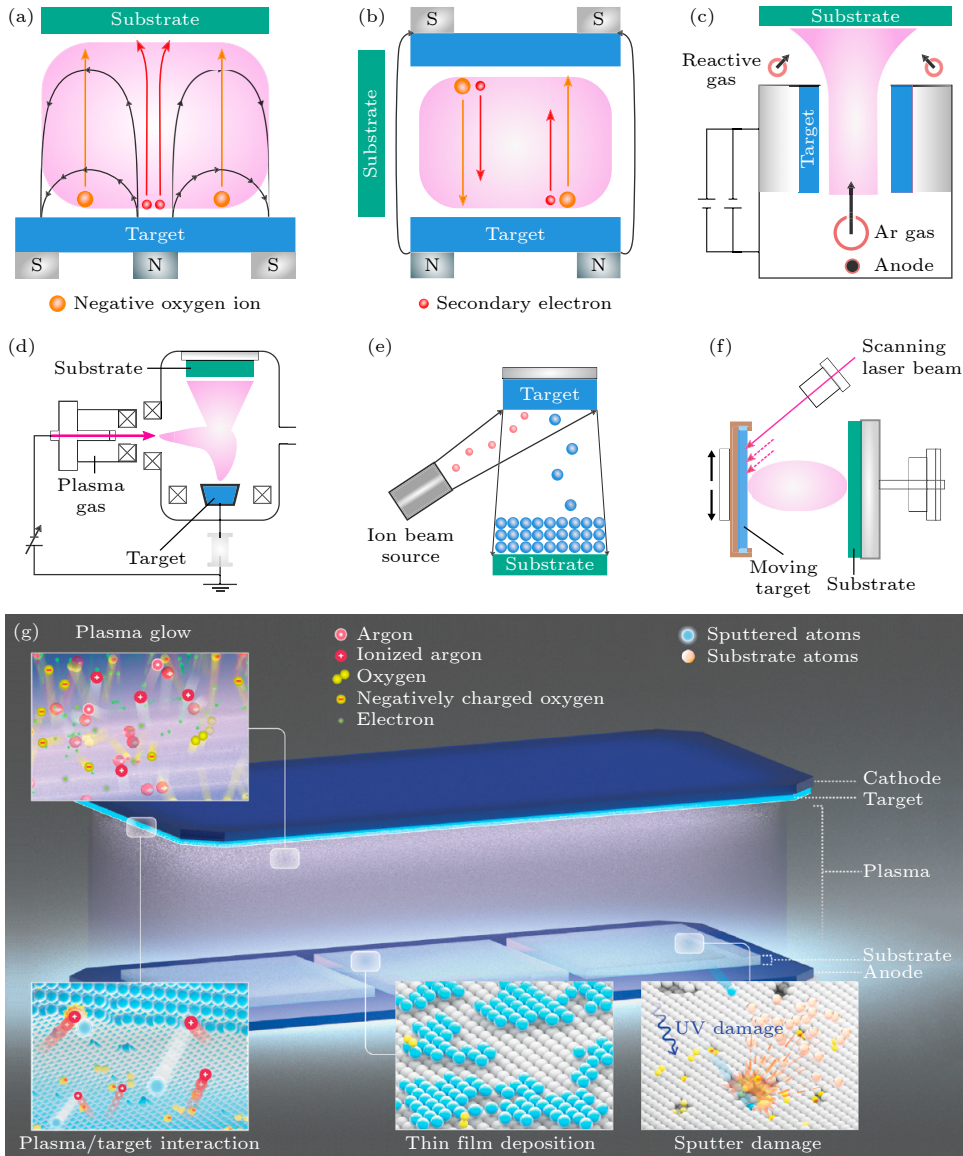 (a)
Substrate
Target
S
N
S
Negative oxygen ion
(b)
S
S
Substrate
Target
N
N
Secondary electron
(c)
Substrate
Reactive
gas
Target
Ar gas
Anode
(d)
Substrate
Plasma
gas
Target
(e)
Target
Ion beam
source
Substrate
(f)
Scanning
laser beam
Moving
target
Substrate
(g)
Plasma glow
Argon
Ionized argon
Oxygen
Negatively charged oxygen
Electron
Sputtered atoms
Substrate atoms
Cathode
Target
Plasma
Substrate
Anode
UV damage
Plasma/target interaction
Thin film deposition
Sputter damage